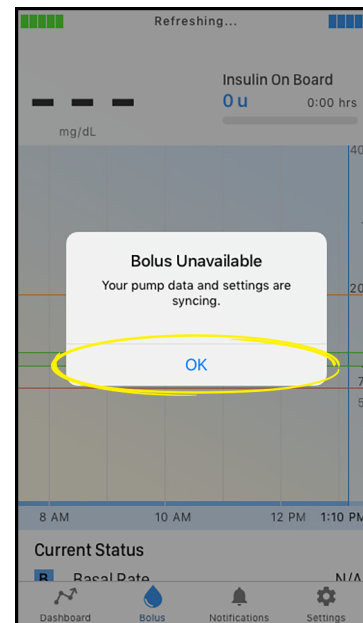 Refreshing...
Insulin On Board
0 u 0:00 hrs
mg/dL
Bolus Unavailable
Your pump data and settings are
syncing.
OK
8 AM 10 AM 12 PM 1:10 PM
Current Status
B Basal Rate N/A
Dashboard Bolus Notifications Settings